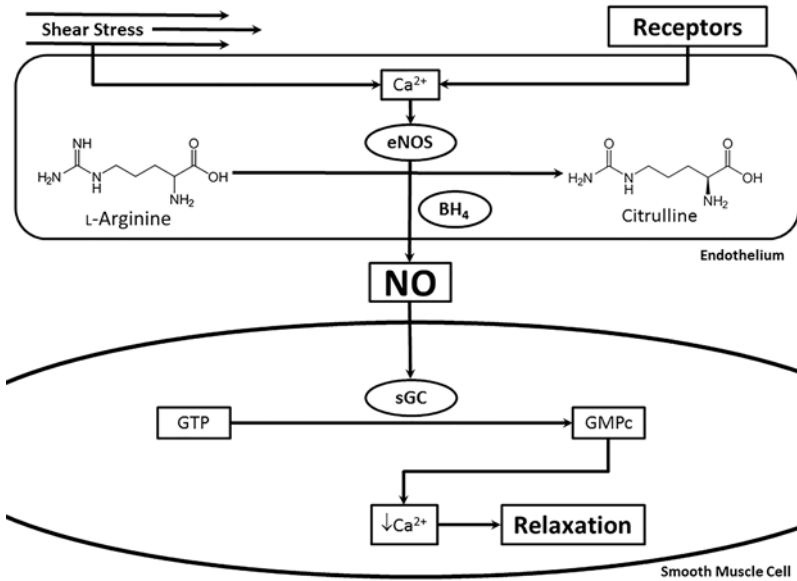 Shear Stress
Receptors
Ca²⁺
eNOS
NH
H₂N
N
H
O
OH
NH₂
L-Arginine
O
H₂N
NH
O
OH
NH₂
Citrulline
BH₄
Endothelium
NO
sGC
GTP
GMPc
↓Ca²⁺
Relaxation
Smooth Muscle Cell